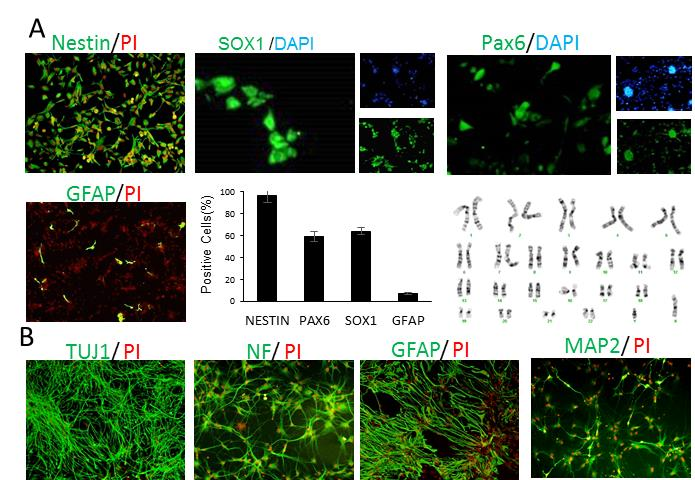 A
Nestin/PI
SOX1 /DAPI
Pax6/DAPI
GFAP/PI
Positive Cells(%)
100
80
60
40
20
0
NESTIN PAX6 SOX1 GFAP
B
TUJ1/ PI
NF/ PI
GFAP/ PI
MAP2/ PI